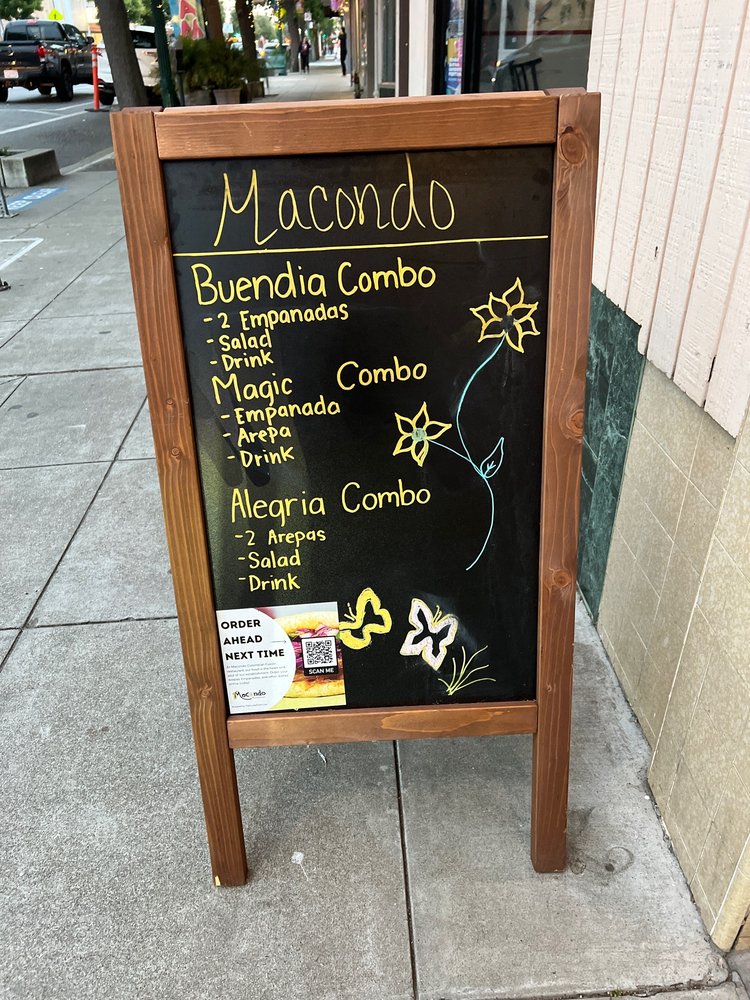 Macondo
Buendia Combo
- 2 Empanadas
- Salad
- Drink
Magic Combo
- Empanada
- Arepa
- Drink
Alegria Combo
- 2 Arepas
- Salad
- Drink
ORDER
AHEAD
NEXT TIME
SCAN ME
Macondo